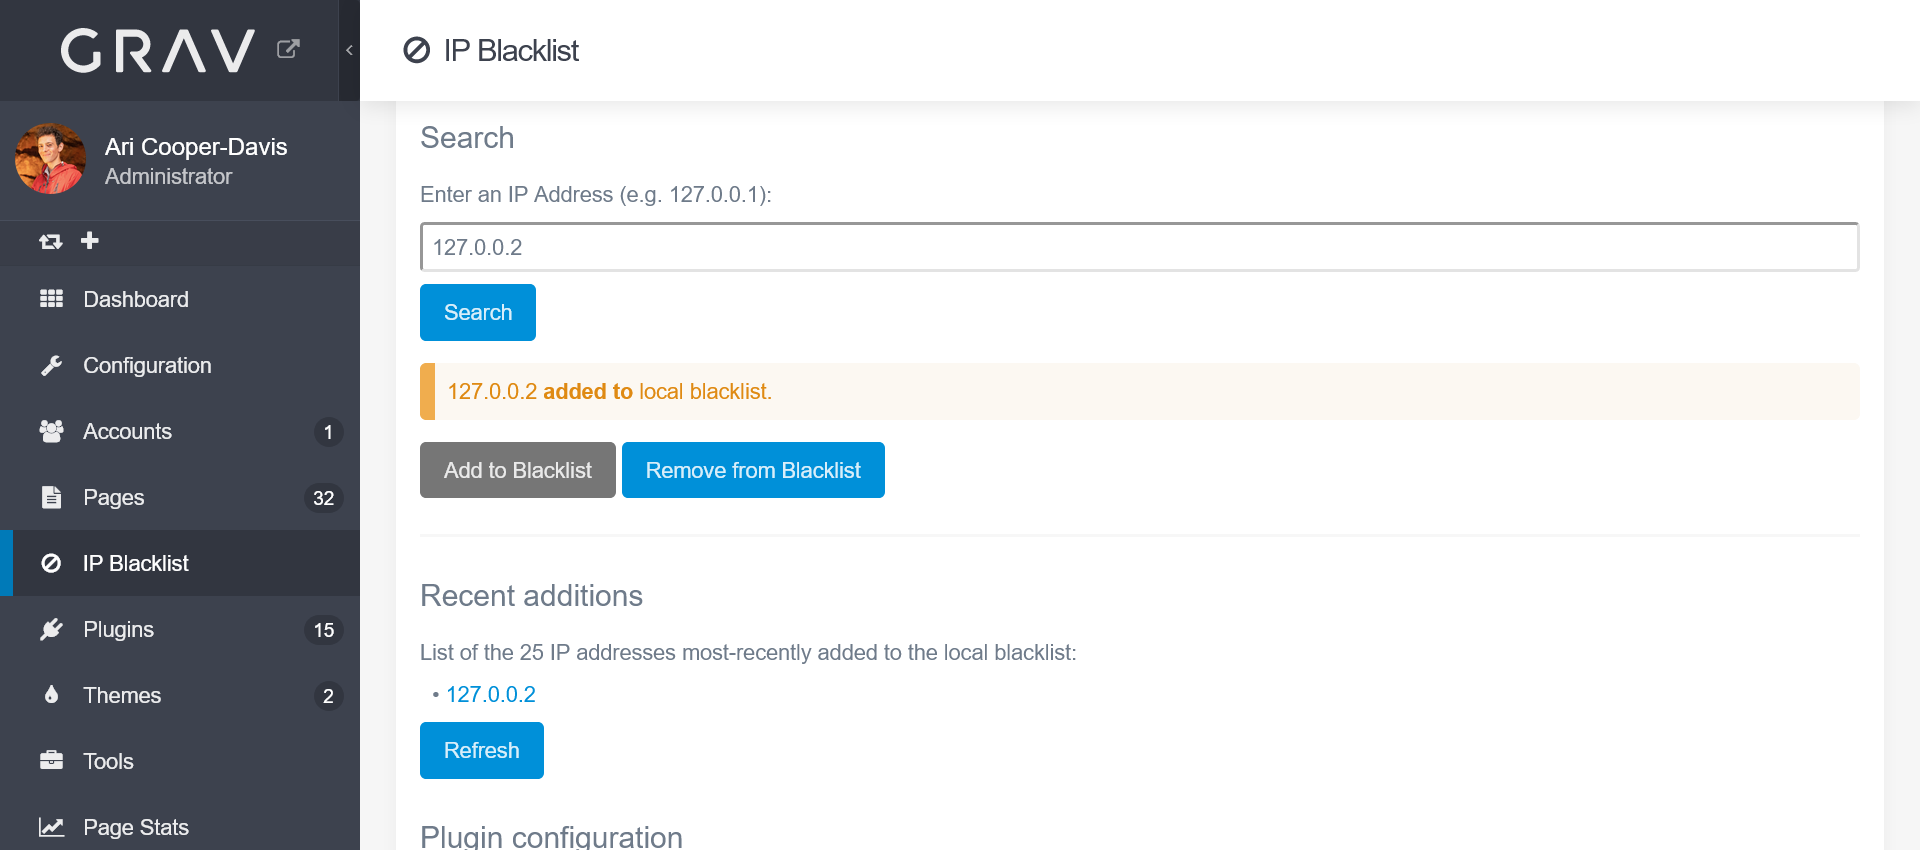 GRAV
Ari Cooper-Davis
Administrator
Dashboard
Configuration
Accounts 1
Pages 32
IP Blacklist
Plugins 15
Themes 2
Tools
Page Stats
IP Blacklist
Search
Enter an IP Address (e.g. 127.0.0.1):
127.0.0.2
Search
127.0.0.2 added to local blacklist.
Add to Blacklist Remove from Blacklist
Recent additions
List of the 25 IP addresses most-recently added to the local blacklist:
• 127.0.0.2
Refresh
Plugin configuration